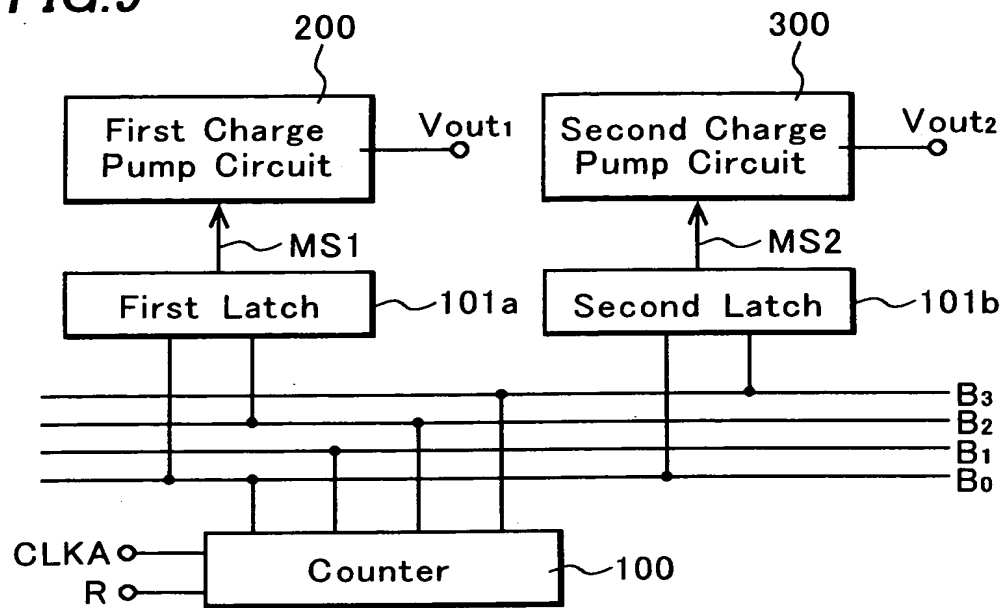 FIG.9
200
300
First Charge
Pump Circuit
Vout1
Second Charge
Pump Circuit
Vout2
MS1
MS2
First Latch
101a
Second Latch
101b
B3
B2
B1
B0
CLKA
R
Counter
100